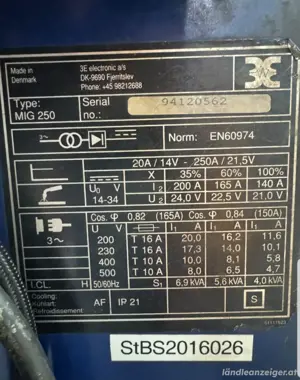 Made in
Denmark
3E electronic a/s
DK-9690 Fjerritslev
Phone: +45 98212688
Type:
MIG 250
Serial
no.:
94120562
3~
Norm: EN60974
20A / 14V - 250A / 21,5V
X 35% 60% 100%
U0 V
14-34
I2 200 A 165 A 140 A
U2 24,0 V 22,5 V 21,0 V
3~
Cos. φ 0,82 (165A) Cos. φ 0,84 (150A)
U1 I1 A I1 A I1 A
200 T 16 A 20,0 16,2 11,6
230 T 16 A 17,3 14,0 10,1
400 T 10 A 10,0 8,1 5,8
500 T 10 A 8,0 6,5 4,7
I.CL. H 50/60Hz S1 6.9 kVA 5.6 kVA 4.0 kVA
Cooling:
Kühlart:
Refroidissement:
AF IP 21
S
StBS2016026
ländleanzeiger.at